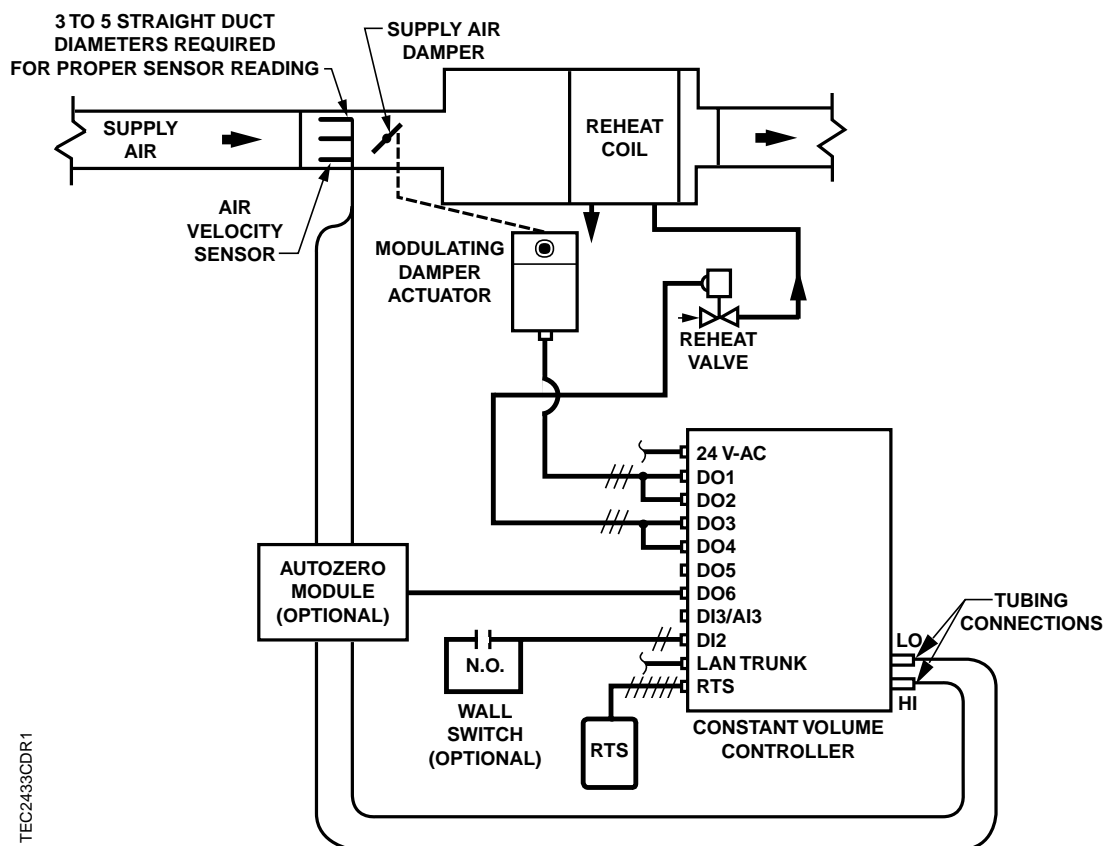 3 TO 5 STRAIGHT DUCT
DIAMETERS REQUIRED
FOR PROPER SENSOR READING
SUPPLY AIR
DAMPER
SUPPLY
AIR
REHEAT
COIL
AIR
VELOCITY
SENSOR
MODULATING
DAMPER
ACTUATOR
REHEAT
VALVE
24 V-AC
DO1
DO2
DO3
DO4
DO5
DO6
DI3/AI3
DI2
LAN TRUNK
RTS
AUTOZERO
MODULE
(OPTIONAL)
TUBING
CONNECTIONS
LO
HI
N.O.
WALL
SWITCH
(OPTIONAL)
RTS
CONSTANT VOLUME
CONTROLLER
TEC2433CDR1